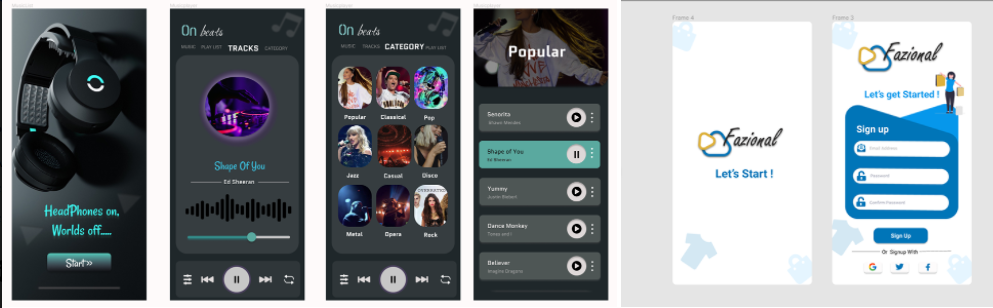 HeadPhones on,
Worlds off.....
Start>>
On beats
MUSIC PLAY LIST TRACKS CATEGORY
Shape Of You
Ed Sheeran
On beats
MUSIC TRACKS CATEGORY PLAY LIST
Popular Classical Pop
Jazz Casual Disco
Metal Opera Rock
Popular
Senorita
Shawn Mendes
Shape of You
Ed Sheeran
Yummy
Justin Bieber
Dance Monkey
Tones and I
Believer
Imagine Dragons
Frame 4
Fazional
Let's Start !
Frame 3
Fazional
Let's get Started !
Sign up
Email Address
Password
Confirm Password
Sign Up
Or Signup With